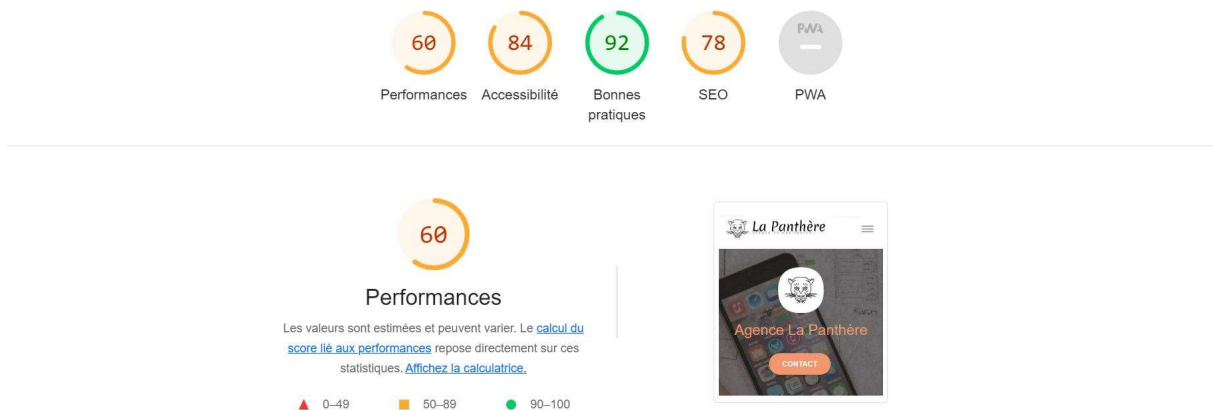 60
84
92
78
PWA
Performances
Accessibilité
Bonnes
pratiques
SEO
PWA
60
Performances
Les valeurs sont estimées et peuvent varier. Le calcul du
score lié aux performances repose directement sur ces
statistiques. Affichez la calculatrice.
0–49
50–89
90–100
La Panthère
Agence La Panthère
CONTACT